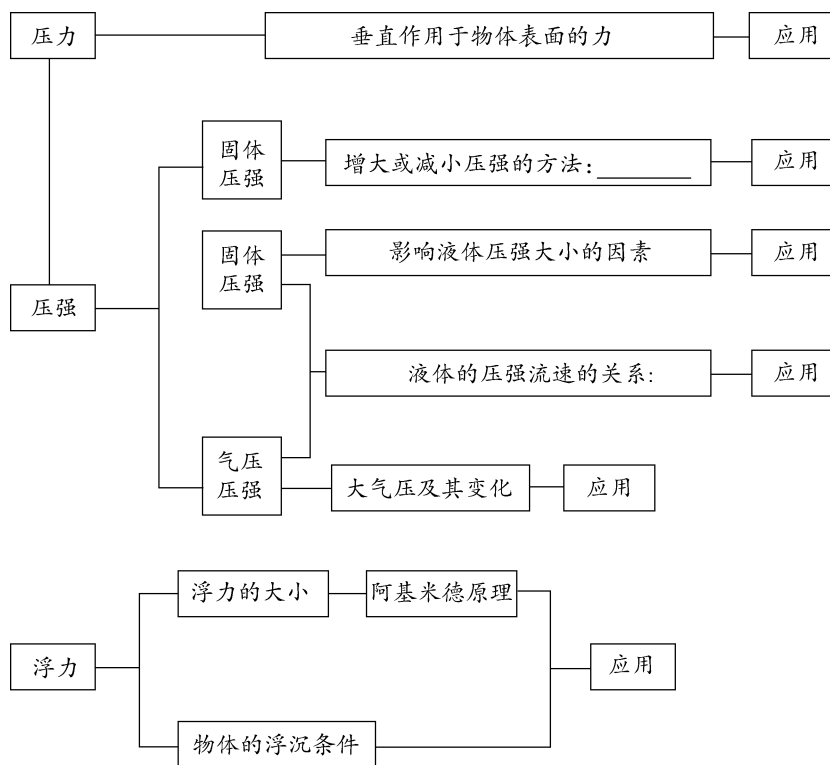 压力
垂直作用于物体表面的力
应用
固体
压强
增大或减小压强的方法：
应用
固体
压强
影响液体压强大小的因素
应用
压强
液体的压强流速的关系:
应用
气压
压强
大气压及其变化
应用
浮力的大小
阿基米德原理
浮力
应用
物体的浮沉条件